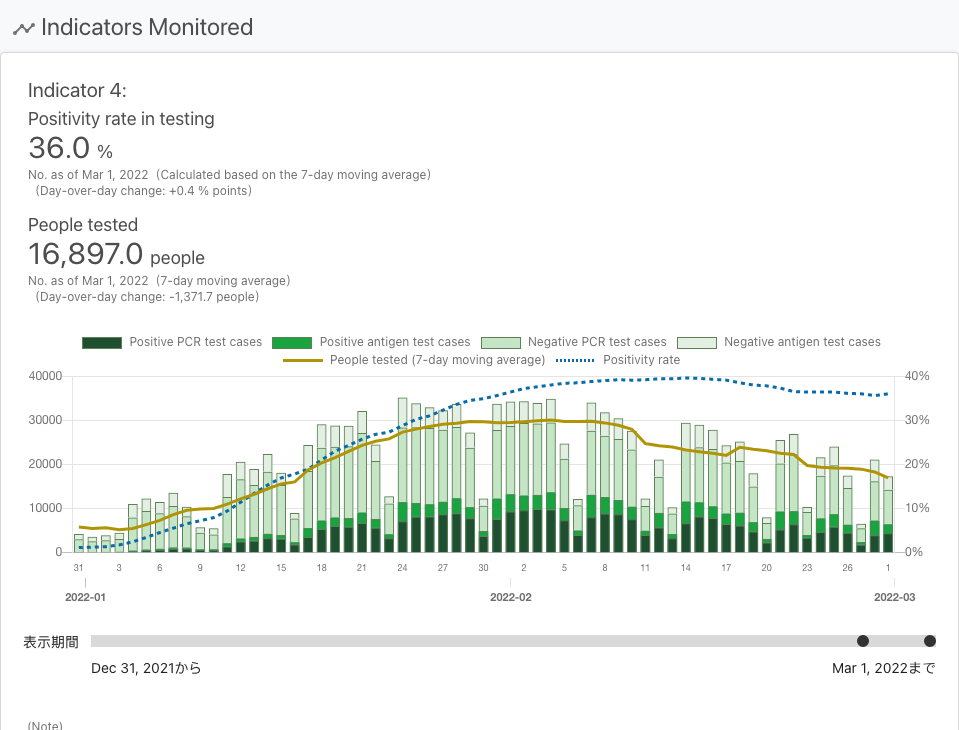 Indicators Monitored
Indicator 4:
Positivity rate in testing
36.0 %
No. as of Mar 1, 2022 (Calculated based on the 7-day moving average)
(Day-over-day change: +0.4 % points)
People tested
16,897.0 people
No. as of Mar 1, 2022 (7-day moving average)
(Day-over-day change: -1,371.7 people)
Positive PCR test cases Positive antigen test cases Negative PCR test cases Negative antigen test cases
People tested (7-day moving average) Positivity rate
40000 40%
30000 30%
20000 20%
10000 10%
0 0%
31 3 6 9 12 15 18 21 24 27 30 2 5 8 11 14 17 20 23 26 1
2022-01 2022-02 2022-03
表示期間
Dec 31, 2021から Mar 1, 2022まで
(Note)